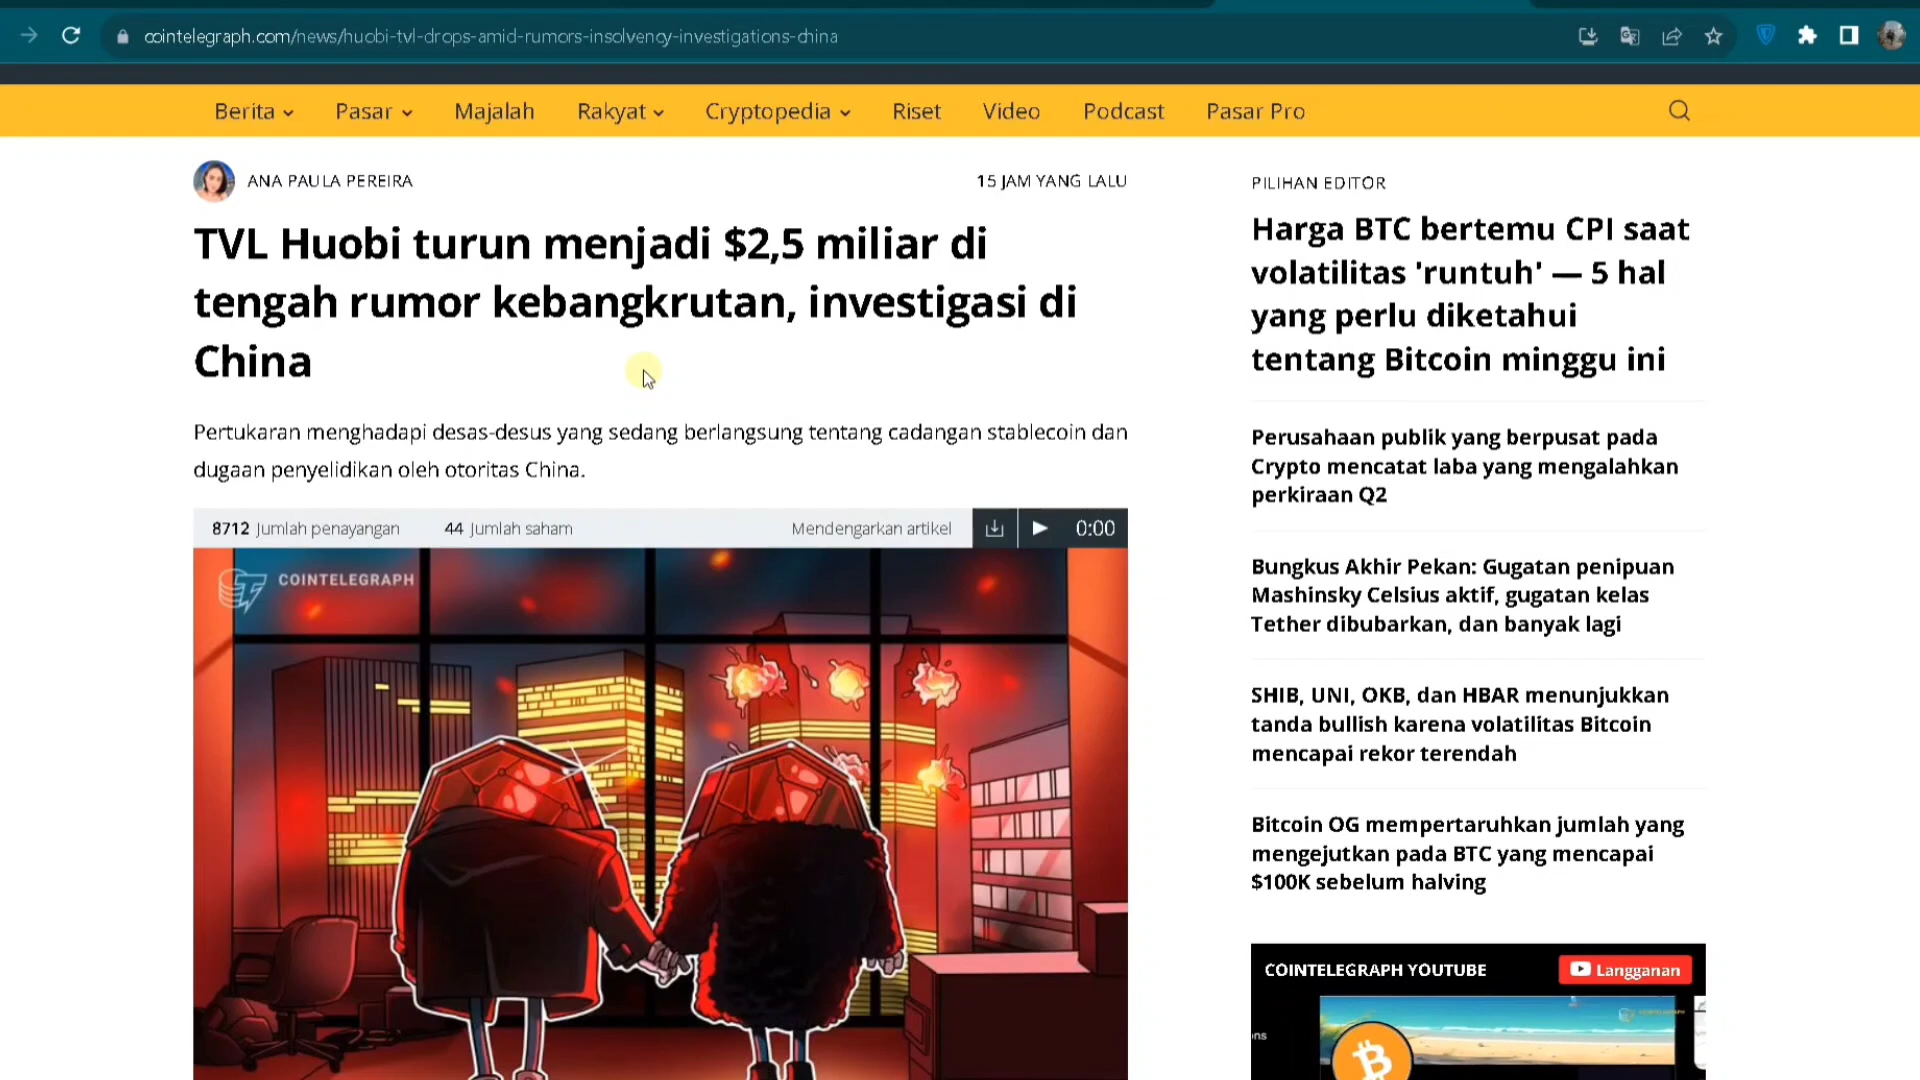 cointelegraph.com/news/huobi-tvl-drops-amid-rumors-insolvency-investigations-china
Berita
Pasar
Majalah
Rakyat
Cryptopedia
Riset
Video
Podcast
Pasar Pro
ANA PAULA PEREIRA
15 JAM YANG LALU
TVL Huobi turun menjadi $2,5 miliar di
tengah rumor kebangkrutan, investigasi di
China
Pertukaran menghadapi desas-desus yang sedang berlangsung tentang cadangan stablecoin dan
dugaan penyelidikan oleh otoritas China.
8712 Jumlah penayangan
44 Jumlah saham
Mendengarkan artikel
0:00
COINTELEGRAPH
PILIHAN EDITOR
Harga BTC bertemu CPI saat
volatilitas 'runtuh' — 5 hal
yang perlu diketahui
tentang Bitcoin minggu ini
Perusahaan publik yang berpusat pada
Crypto mencatat laba yang mengalahkan
perkiraan Q2
Bungkus Akhir Pekan: Gugatan penipuan
Mashinsky Celsius aktif, gugatan kelas
Tether dibubarkan, dan banyak lagi
SHIB, UNI, OKB, dan HBAR menunjukkan
tanda bullish karena volatilitas Bitcoin
mencapai rekor terendah
Bitcoin OG mempertaruhkan jumlah yang
mengejutkan pada BTC yang mencapai
$100K sebelum halving
COINTELEGRAPH YOUTUBE
Langganan
ns